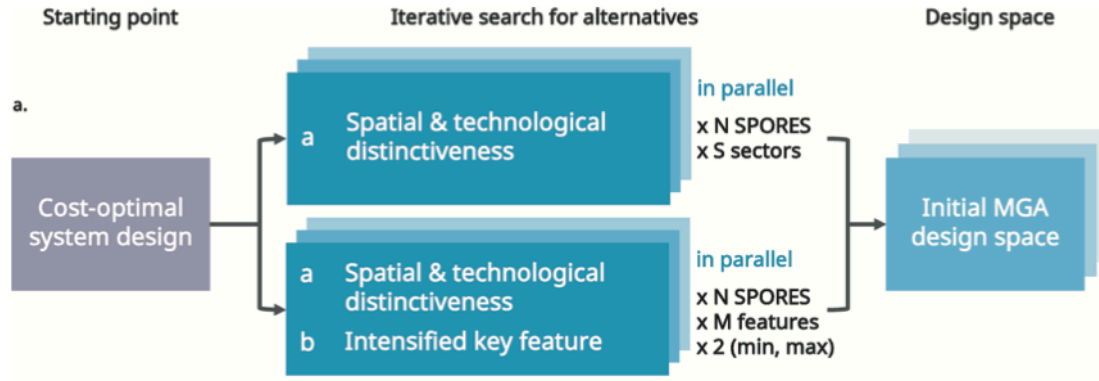 Starting point
Iterative search for alternatives
Design space
a.
Cost-optimal
system design
a
Spatial & technological
distinctiveness
in parallel
x N SPORES
x S sectors
a
Spatial & technological
distinctiveness
b
Intensified key feature
in parallel
x N SPORES
x M features
x 2 (min, max)
Initial MGA
design space